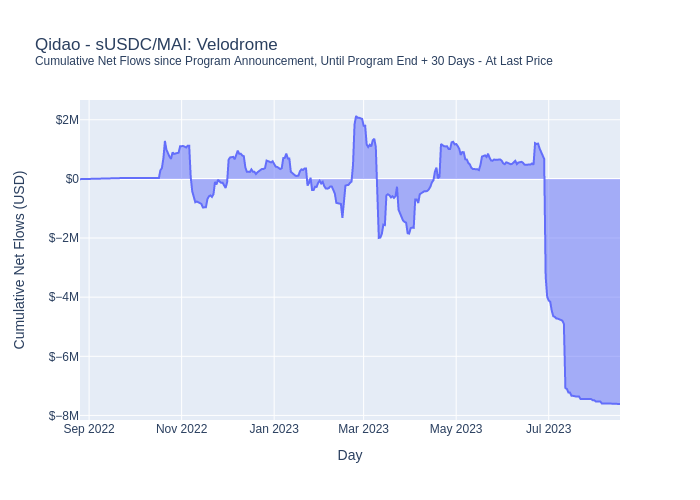 Qidao - sUSDC/MAI: Velodrome
Cumulative Net Flows since Program Announcement, Until Program End + 30 Days - At Last Price
Cumulative Net Flows (USD)
$2M
$0
$−2M
$−4M
$−6M
$−8M
Sep 2022
Nov 2022
Jan 2023
Mar 2023
May 2023
Jul 2023
Day